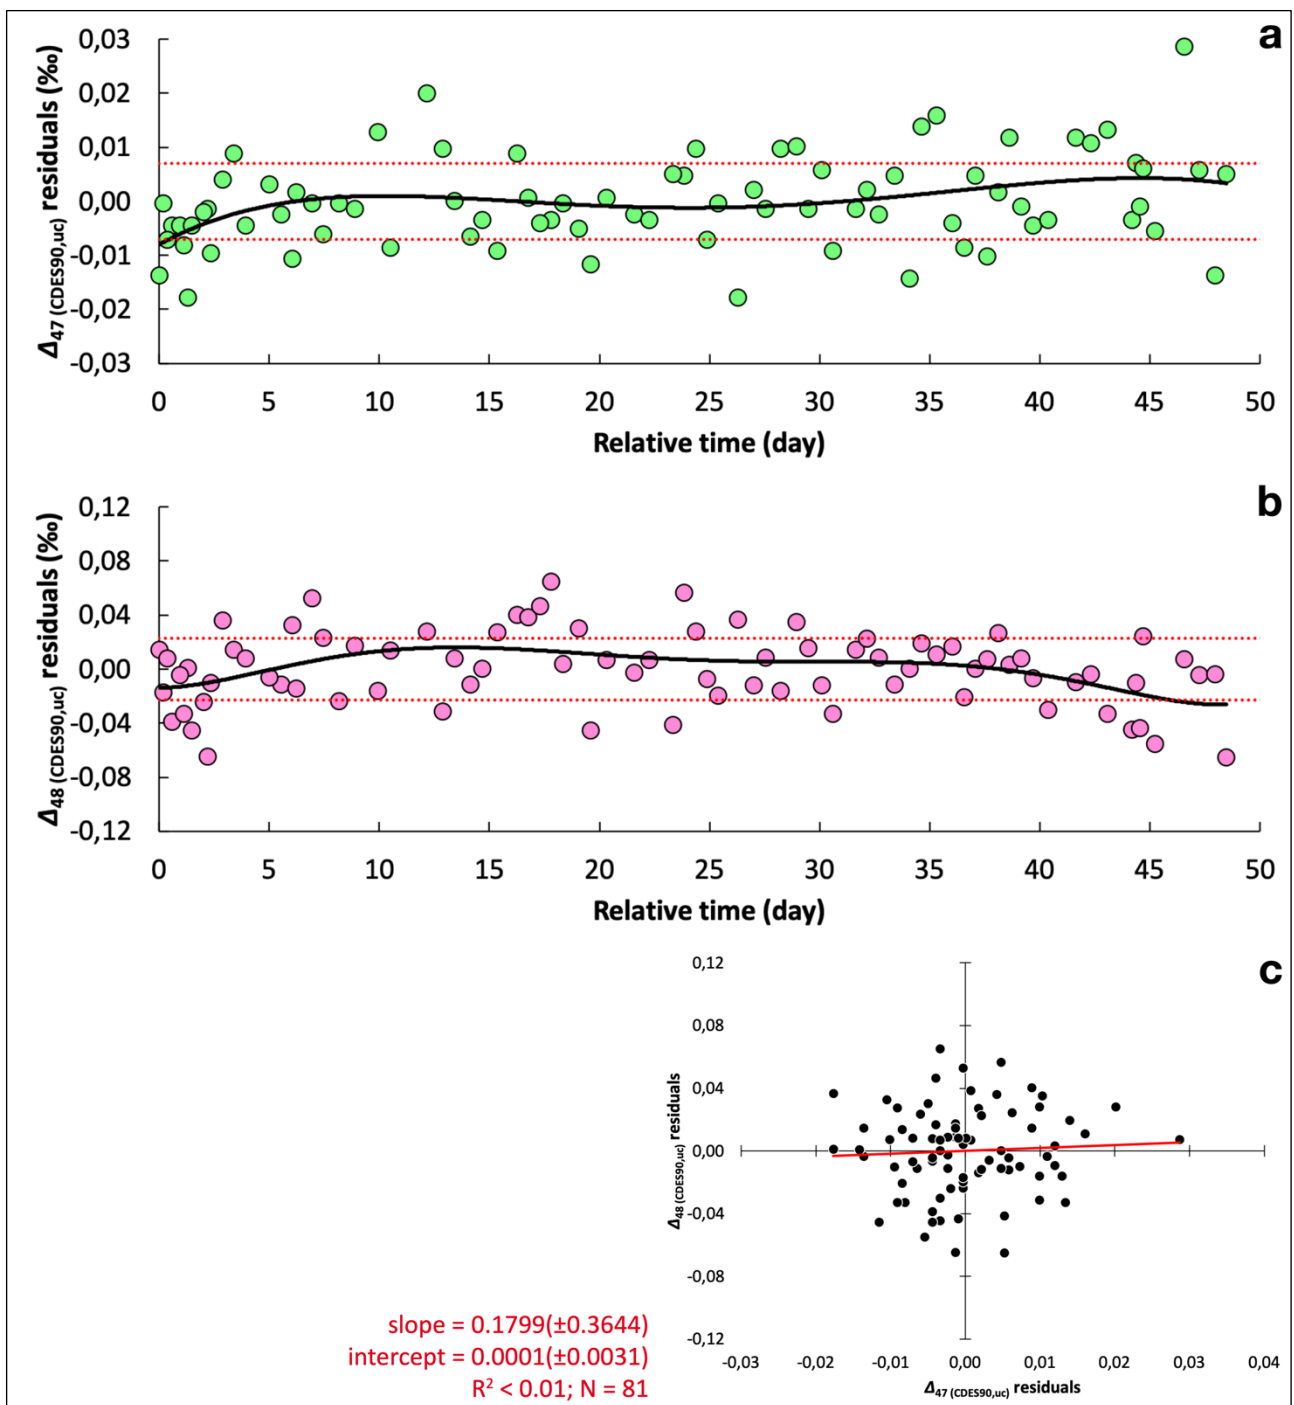 a
0,03
0,02
0,01
0,00
-0,01
-0,02
-0,03
Δ47 (CDES90,uc) residuals (‰)
0 5 10 15 20 25 30 35 40 45 50
Relative time (day)
b
0,12
0,08
0,04
0,00
-0,04
-0,08
-0,12
Δ48 (CDES90,uc) residuals (‰)
0 5 10 15 20 25 30 35 40 45 50
Relative time (day)
c
0,12
0,08
0,04
0,00
-0,04
-0,08
-0,12
Δ48 (CDES90,uc) residuals
-0,03 -0,02 -0,01 0,00 0,01 0,02 0,03 0,04
Δ47 (CDES90,uc) residuals
slope = 0.1799(±0.3644)
intercept = 0.0001(±0.0031)
R² < 0.01; N = 81